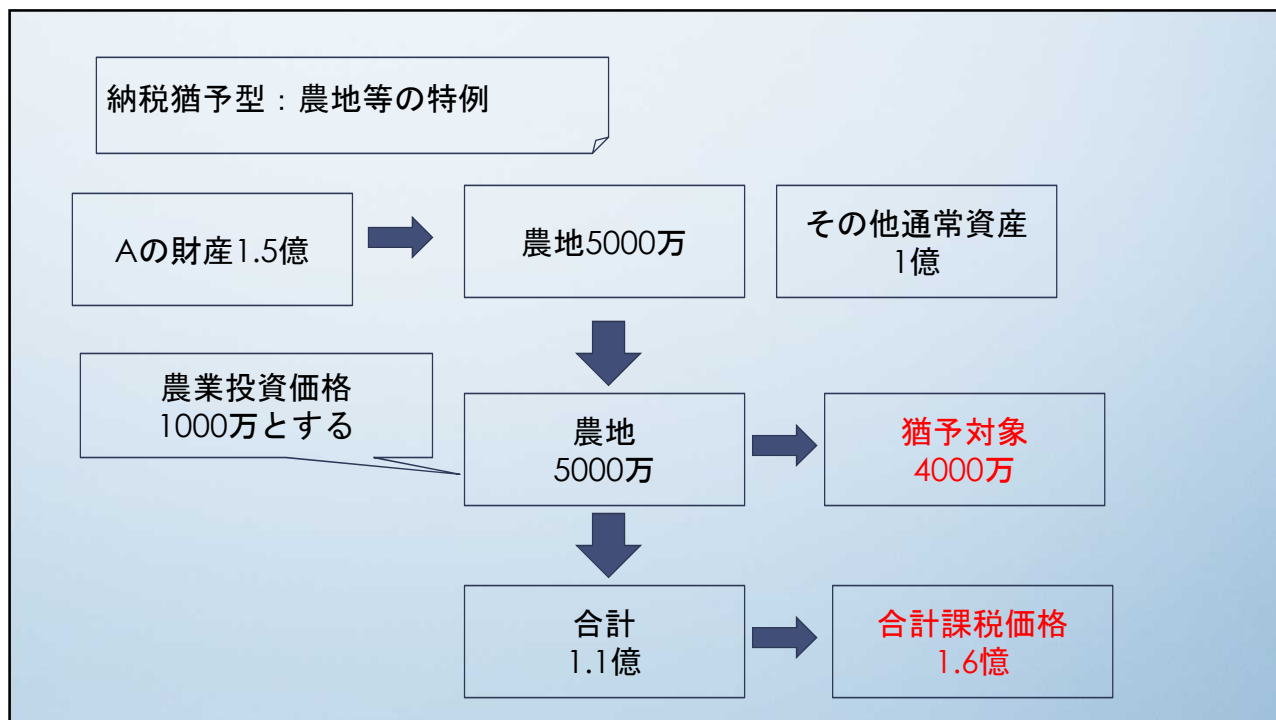 納税猶予型：農地等の特例
Aの財産1.5億
農地5000万
その他通常資産
1億
農業投資価格
1000万とする
農地
5000万
猶予対象
4000万
合計
1.1億
合計課税価格
1.6憶